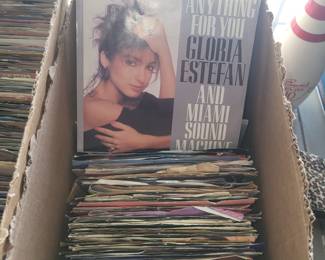 ANYTHING
FOR YOU
GLORIA
ESTEFAN
AND
MIAMI
SOUND